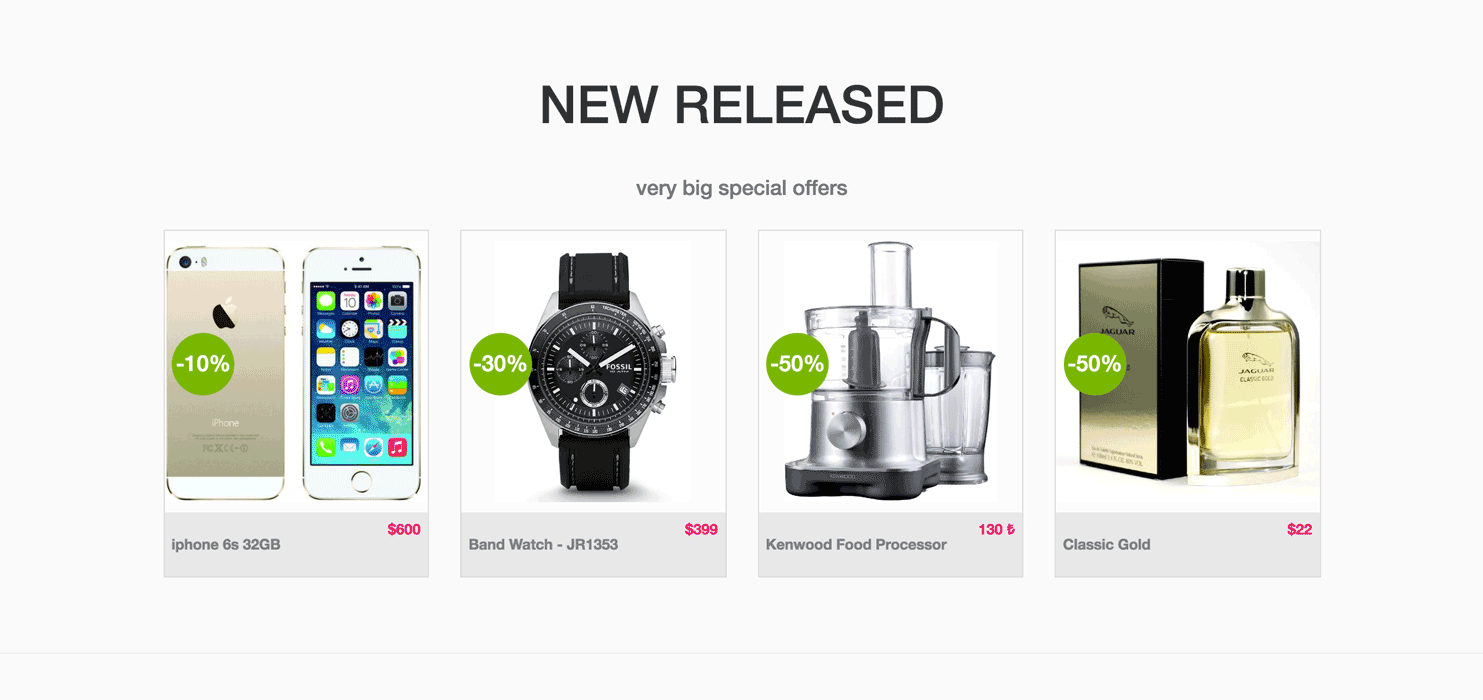 NEW RELEASED
very big special offers
-10%
iPhone
$600
iphone 6s 32GB
-30%
FOSSIL
$399
Band Watch - JR1353
-50%
KENWOOD
130 ₺
Kenwood Food Processor
-50%
JAGUAR
JAGUAR
CLASSIC GOLD
$22
Classic Gold